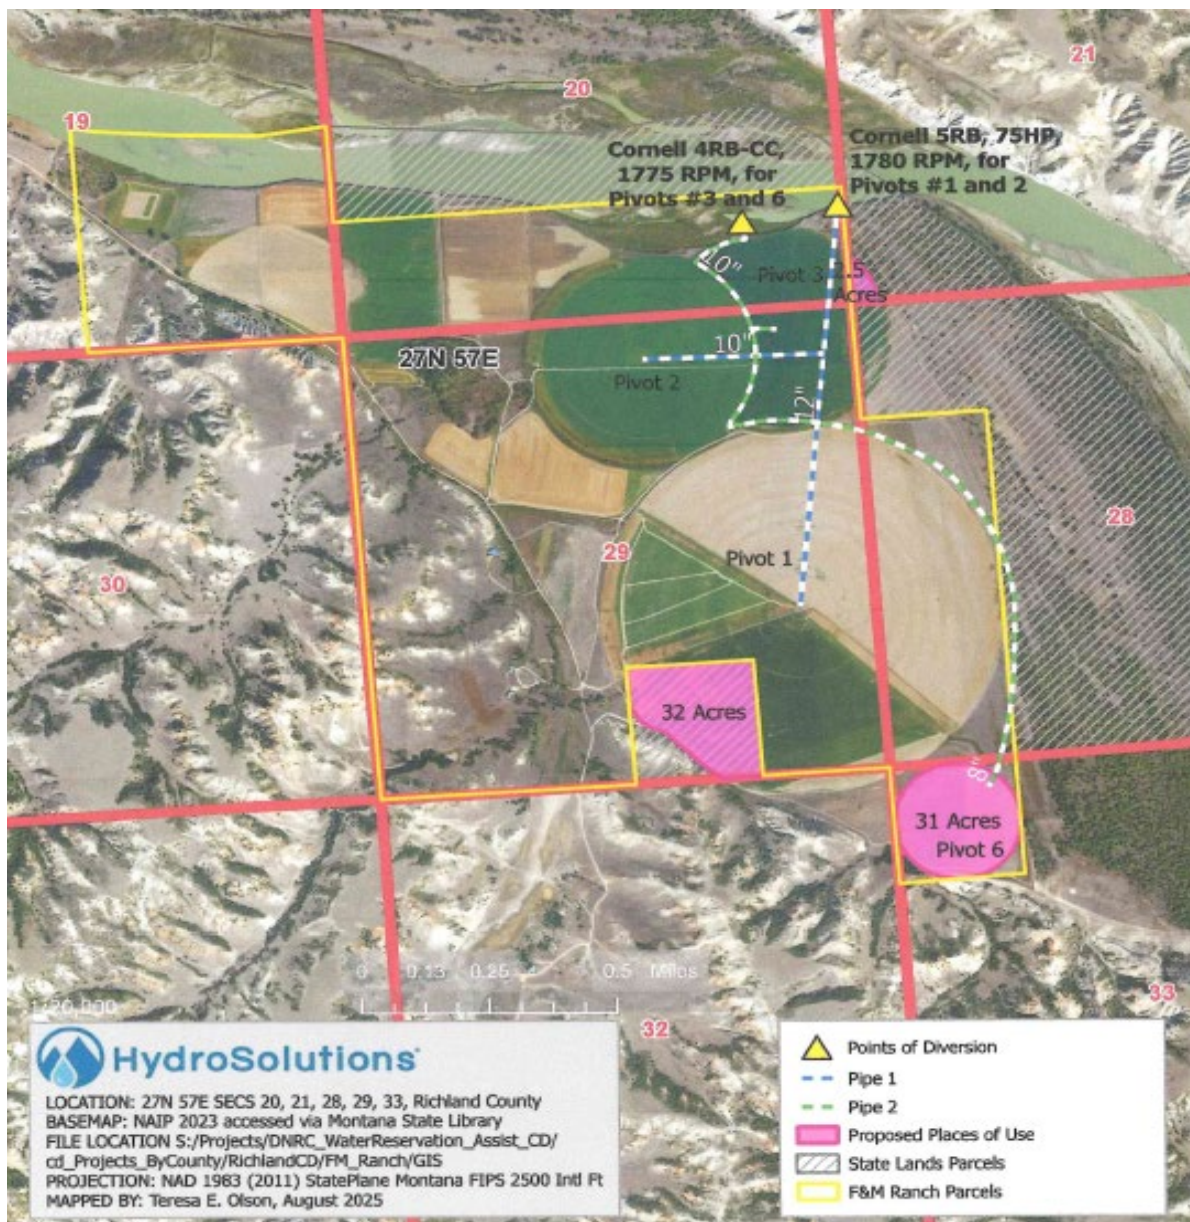 21
20
19
Cornell 4RB-CC,
1775 RPM, for
Pivots #3 and 6
Cornell 5RB, 75HP,
1780 RPM, for
Pivots #1 and 2
10"
Pivot 3
2.5
Acres
27N 57E
10"
Pivot 2
12"
28
29
Pivot 1
30
32 Acres
8"
31 Acres
Pivot 6
0 0.13 0.25 0.5 Miles
1:20,000
33
32
HydroSolutions
LOCATION: 27N 57E SECS 20, 21, 28, 29, 33, Richland County
BASEMAP: NAIP 2023 accessed via Montana State Library
FILE LOCATION S:/Projects/DNRC_WaterReservation_Assist_CD/
cd_Projects_ByCounty/RichlandCD/FM_Ranch/GIS
PROJECTION: NAD 1983 (2011) StatePlane Montana FIPS 2500 Intl Ft
MAPPED BY: Teresa E. Olson, August 2025
Points of Diversion
Pipe 1
Pipe 2
Proposed Places of Use
State Lands Parcels
F&M Ranch Parcels